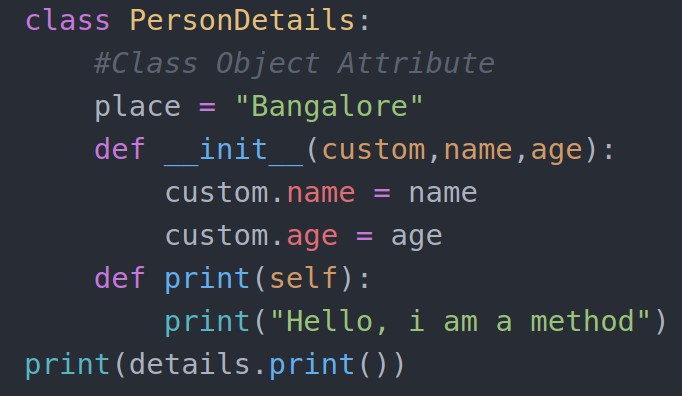 class PersonDetails:
    #Class Object Attribute
    place = "Bangalore"
    def __init__(custom,name,age):
        custom.name = name
        custom.age = age
    def print(self):
        print("Hello, i am a method")
print(details.print())